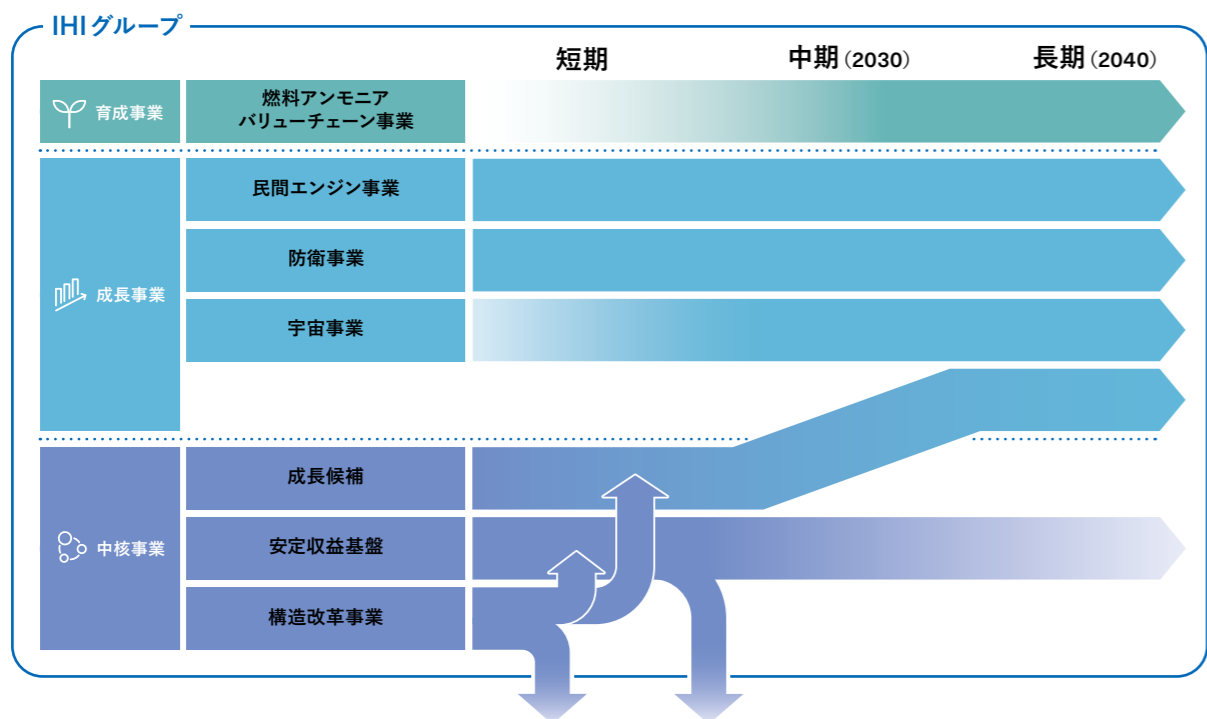 IHIグループ
短期
中期(2030)
長期(2040)
育成事業
燃料アンモニア
バリューチェーン事業
成長事業
民間エンジン事業
防衛事業
宇宙事業
中核事業
成長候補
安定収益基盤
構造改革事業